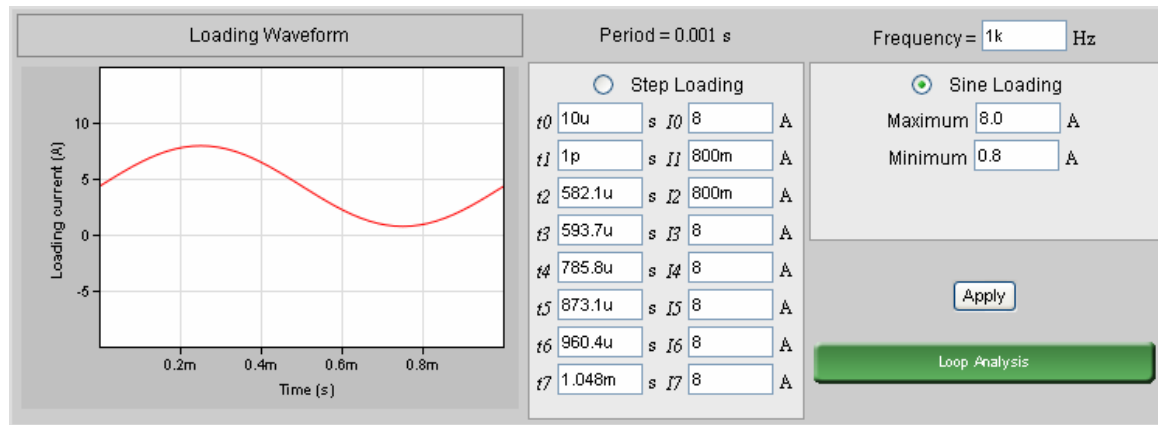 Loading Waveform
Period = 0.001 s
Frequency = 1k Hz
Loading current (A)
10
5
0
-5
0.2m 0.4m 0.6m 0.8m
Time (s)
Step Loading
t0 10u s I0 8 A
t1 1p s I1 800m A
t2 582.1u s I2 800m A
t3 593.7u s I3 8 A
t4 785.8u s I4 8 A
t5 873.1u s I5 8 A
t6 960.4u s I6 8 A
t7 1.048m s I7 8 A
Sine Loading
Maximum 8.0 A
Minimum 0.8 A
Apply
Loop Analysis